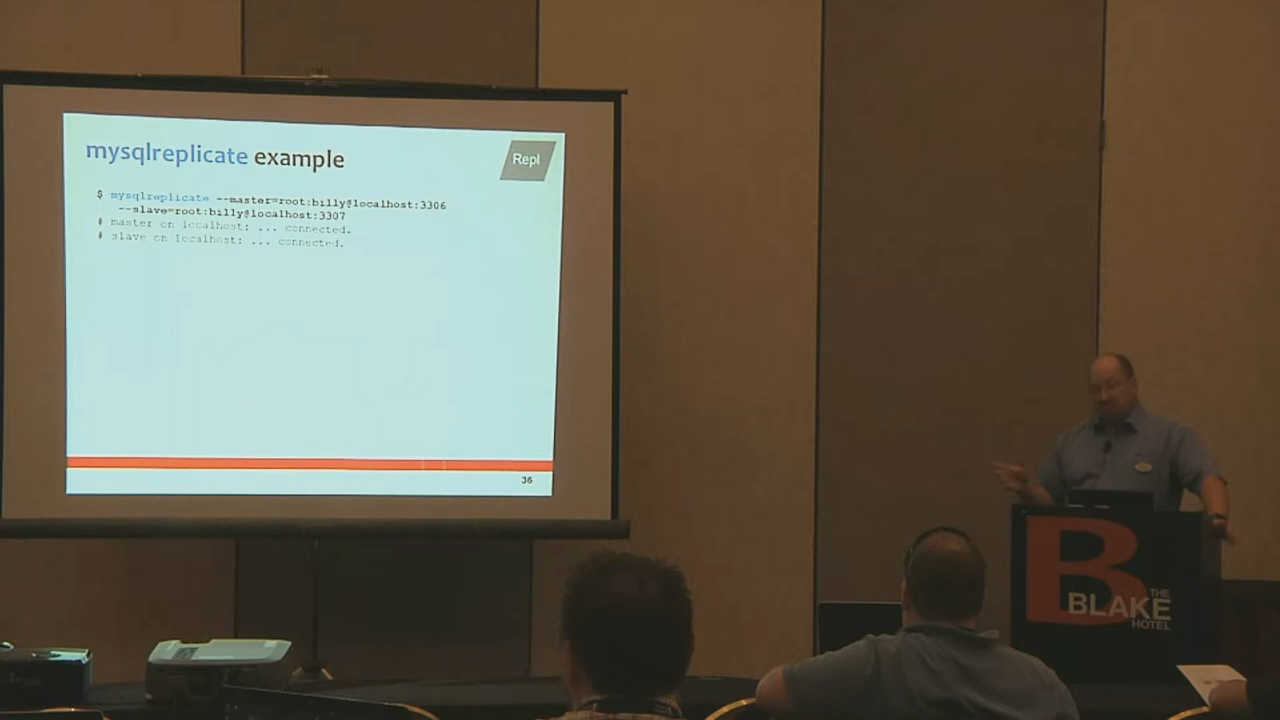 mysqlreplicate example
Repl
$ mysqlreplicate --master=root:billy@localhost:3306
--slave=root:billy@localhost:3307
# master on localhost: ... connected.
# slave on localhost: ... connected.
36
B
THE
BLAKE
HOTEL